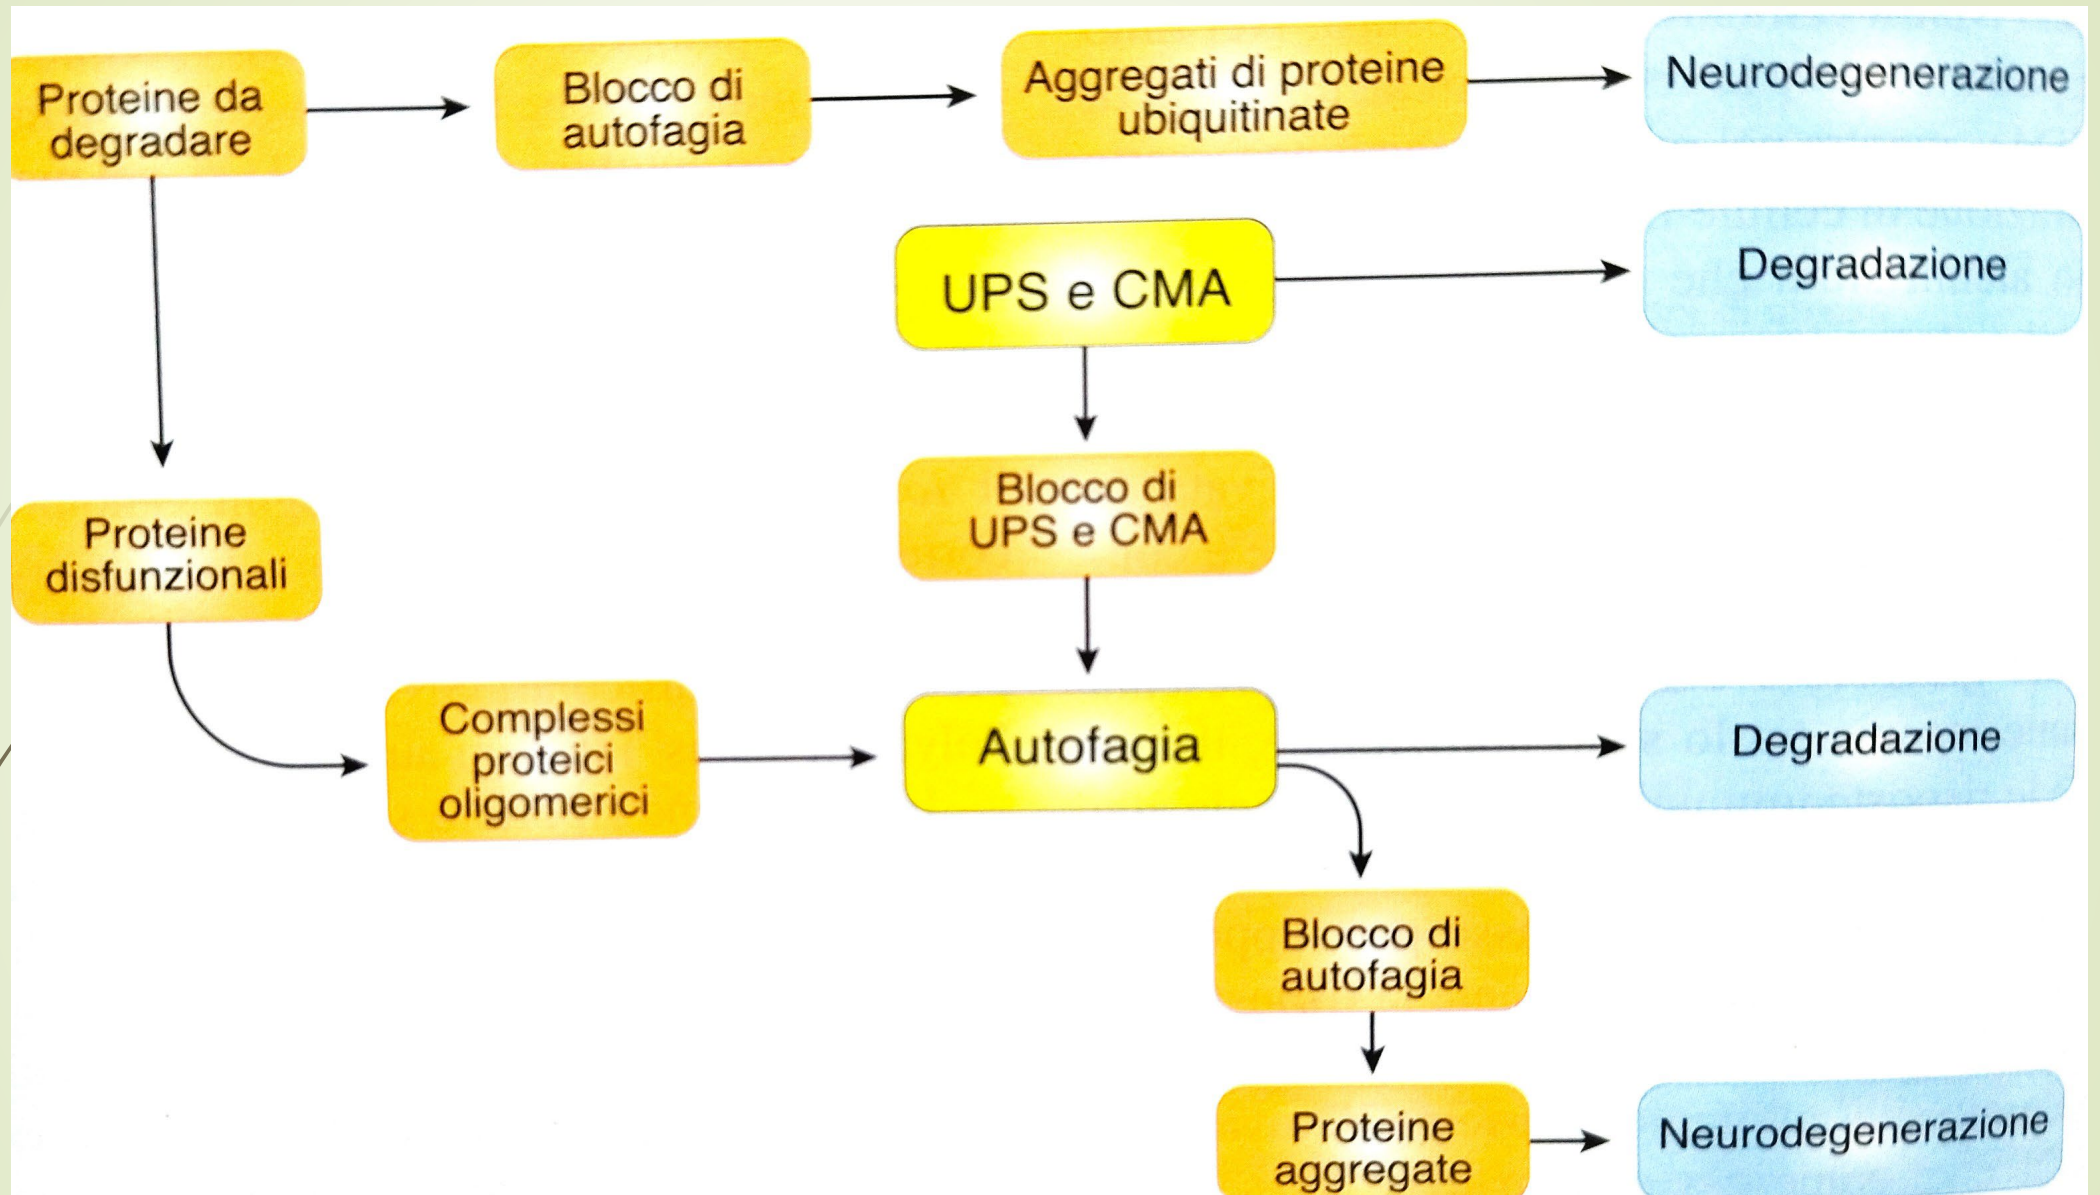 Proteine da
degradare
Blocco di
autofagia
Aggregati di proteine
ubiquitinate
Neurodegenerazione
UPS e CMA
Degradazione
Blocco di
UPS e CMA
Proteine
disfunzionali
Complessi
proteici
oligomerici
Autofagia
Degradazione
Blocco di
autofagia
Proteine
aggregate
Neurodegenerazione